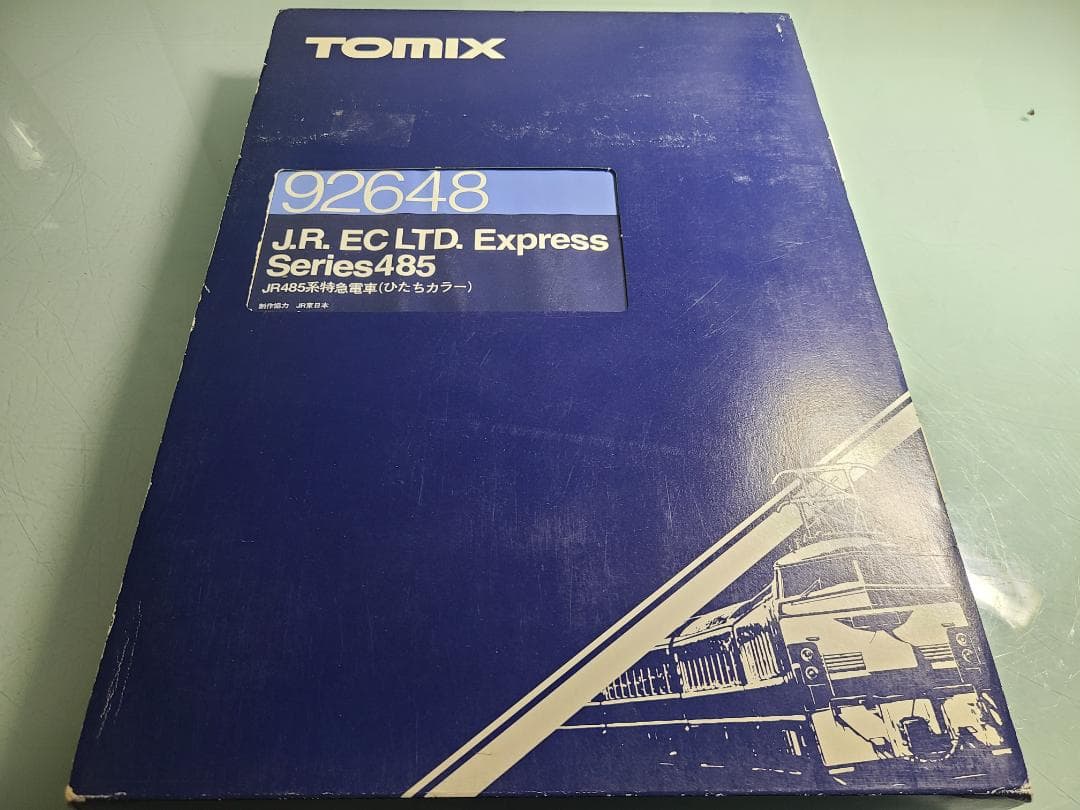 TOMIX
92648
J.R. EC LTD. Express
Series485
JR485系特急電車(ひたちカラー)
制作協力 JR東日本